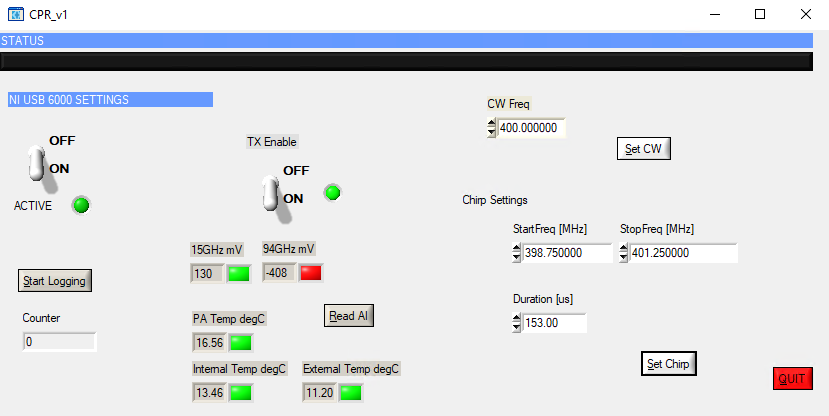 CPR_v1
STATUS
NI USB 6000 SETTINGS
OFF
ON
ACTIVE
TX Enable
OFF
ON
15GHz mV
130
94GHz mV
-408
Start Logging
Counter
0
PA Temp degC
16.56
Read AI
Internal Temp degC
13.46
External Temp degC
11.20
CW Freq
400.000000
Set CW
Chirp Settings
StartFreq [MHz]
398.750000
StopFreq [MHz]
401.250000
Duration [us]
153.00
Set Chirp
QUIT